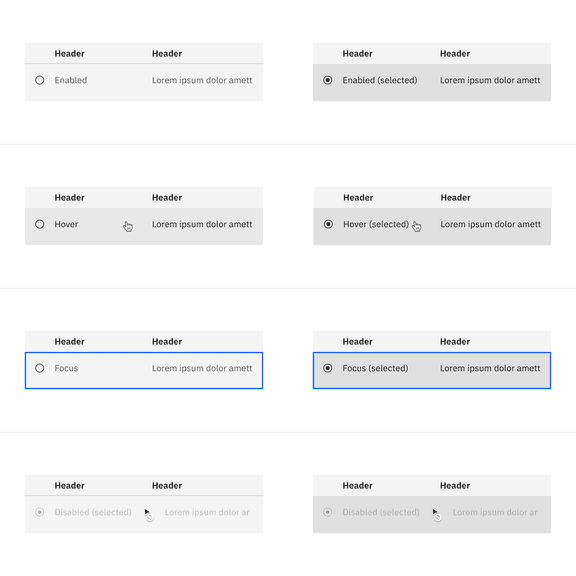 Header Header
Enabled Lorem ipsum dolor amett
Header Header
Enabled (selected) Lorem ipsum dolor amett
Header Header
Hover Lorem ipsum dolor amett
Header Header
Hover (selected) Lorem ipsum dolor amett
Header Header
Focus Lorem ipsum dolor amett
Header Header
Focus (selected) Lorem ipsum dolor amett
Header Header
Disabled (selected) Lorem ipsum dolor ar
Header Header
Disabled (selected) Lorem ipsum dolor ar